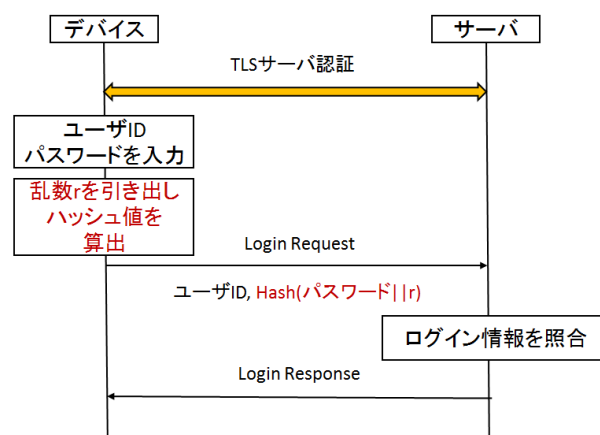 デバイス
サーバ
TLSサーバ認証
ユーザID
パスワードを入力
乱数rを引き出し
ハッシュ値を
算出
Login Request
ユーザID, Hash(パスワード||r)
ログイン情報を照合
Login Response